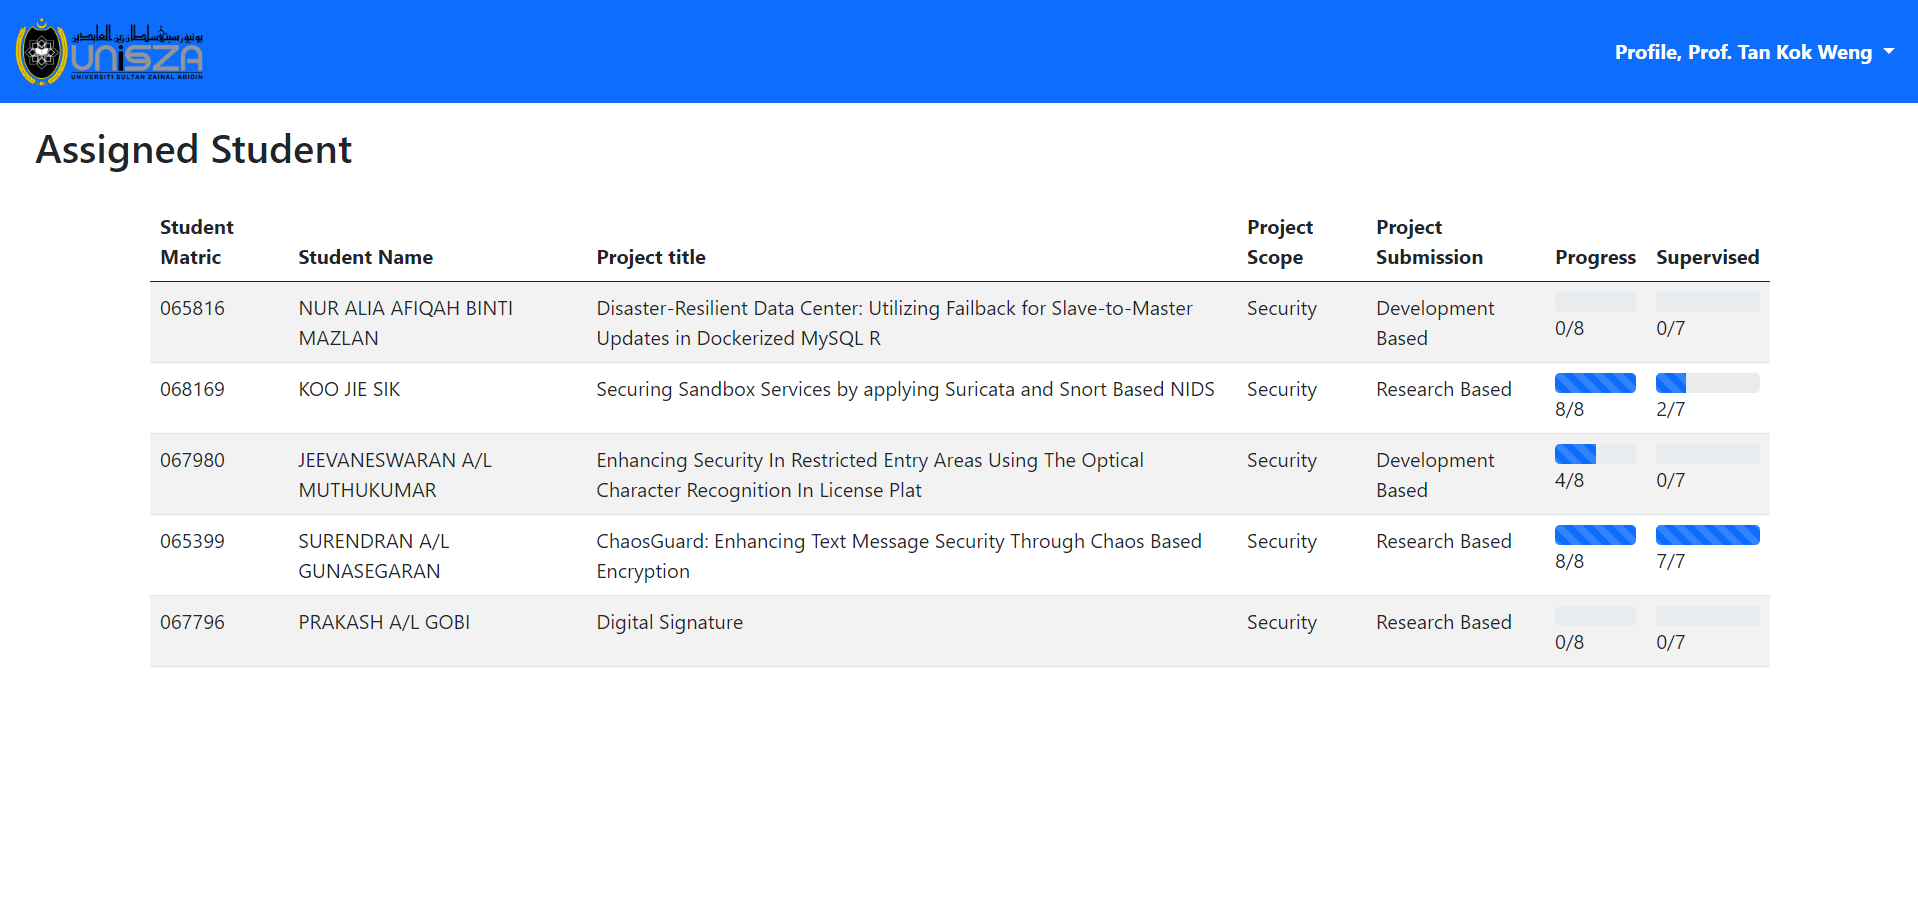 UNISZA
UNIVERSITI SULTAN ZAINAL ABIDIN
Profile, Prof. Tan Kok Weng
Assigned Student
Student Matric
Student Name
Project title
Project Scope
Project Submission
Progress
Supervised
065816
NUR ALIA AFIQAH BINTI
MAZLAN
Disaster-Resilient Data Center: Utilizing Failback for Slave-to-Master
Updates in Dockerized MySQL R
Security
Development
Based
0/8
0/7
068169
KOO JIE SIK
Securing Sandbox Services by applying Suricata and Snort Based NIDS
Security
Research Based
8/8
2/7
067980
JEEVANESWARAN A/L
MUTHUKUMAR
Enhancing Security In Restricted Entry Areas Using The Optical
Character Recognition In License Plat
Security
Development
Based
4/8
0/7
065399
SURENDRAN A/L
GUNASEGARAN
ChaosGuard: Enhancing Text Message Security Through Chaos Based
Encryption
Security
Research Based
8/8
7/7
067796
PRAKASH A/L GOBI
Digital Signature
Security
Research Based
0/8
0/7